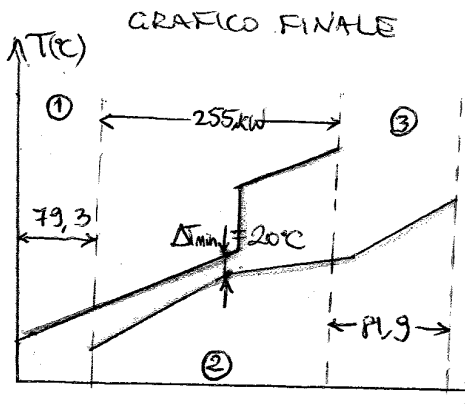 GRAFICO FINALE
T(°C)
①
255 kW
③
79,3
ΔTmin = 20°C
81,9
②